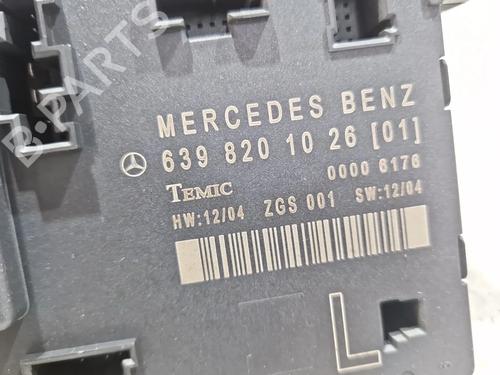 B-PARTS
MERCEDES BENZ
639 820 10 26 [01]
TEMIC 0000 6176
HW:12/04 ZGS 001 SW:12/04
L